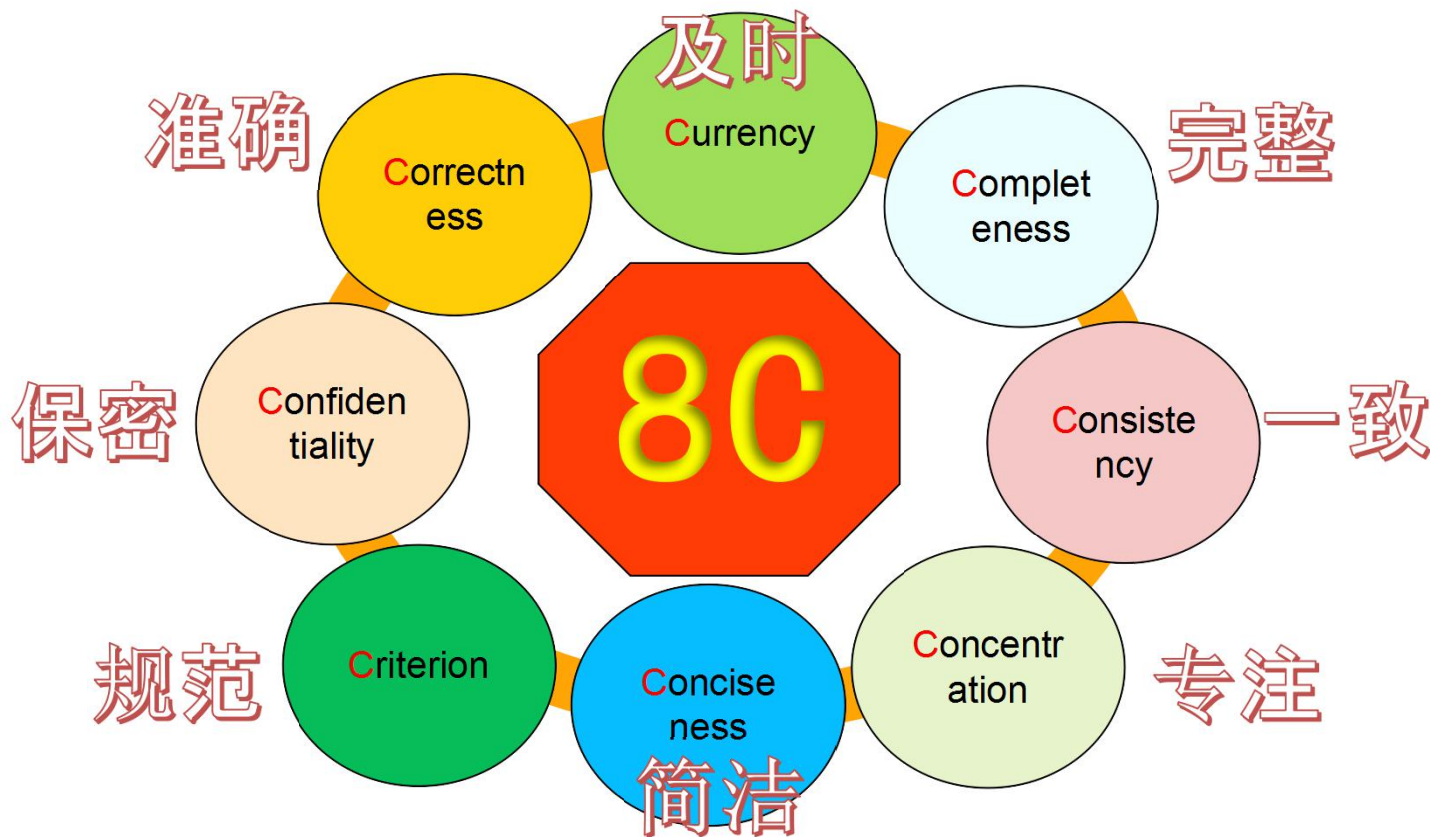 及时
Currency
准确
Correctn
ess
完整
Complet
eness
保密
Confiden
tiality
8C
一致
Consiste
ncy
规范
Criterion
Concise
ness
简洁
Concentr
ation
专注